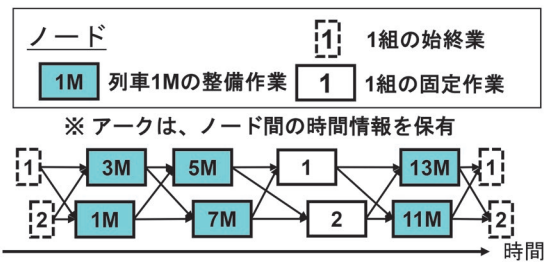 ノード
1 1組の始終業
1M 列車1Mの整備作業 1 1組の固定作業
※ アークは、ノード間の時間情報を保有
1 3M 5M 1 13M 1
2 1M 7M 2 11M 2
時間